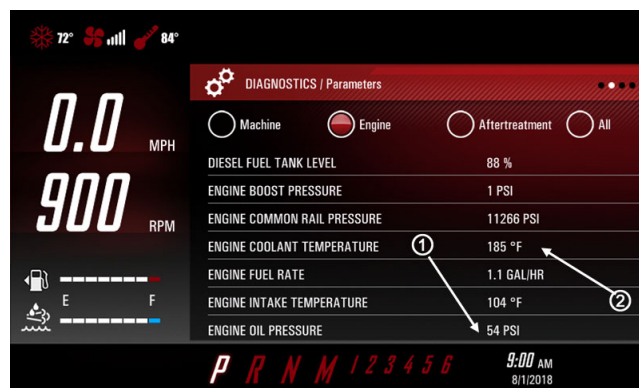 72° 84°
DIAGNOSTICS / Parameters
Machine Engine Aftertreatment All
0.0 MPH
900 RPM
DIESEL FUEL TANK LEVEL 88 %
ENGINE BOOST PRESSURE 1 PSI
ENGINE COMMON RAIL PRESSURE 11266 PSI
ENGINE COOLANT TEMPERATURE 1 185 °F
ENGINE FUEL RATE 1.1 GAL/HR
ENGINE INTAKE TEMPERATURE 104 °F 2
ENGINE OIL PRESSURE 54 PSI
E F
P R N M 1 2 3 4 5 6
9:00 AM
8/1/2018